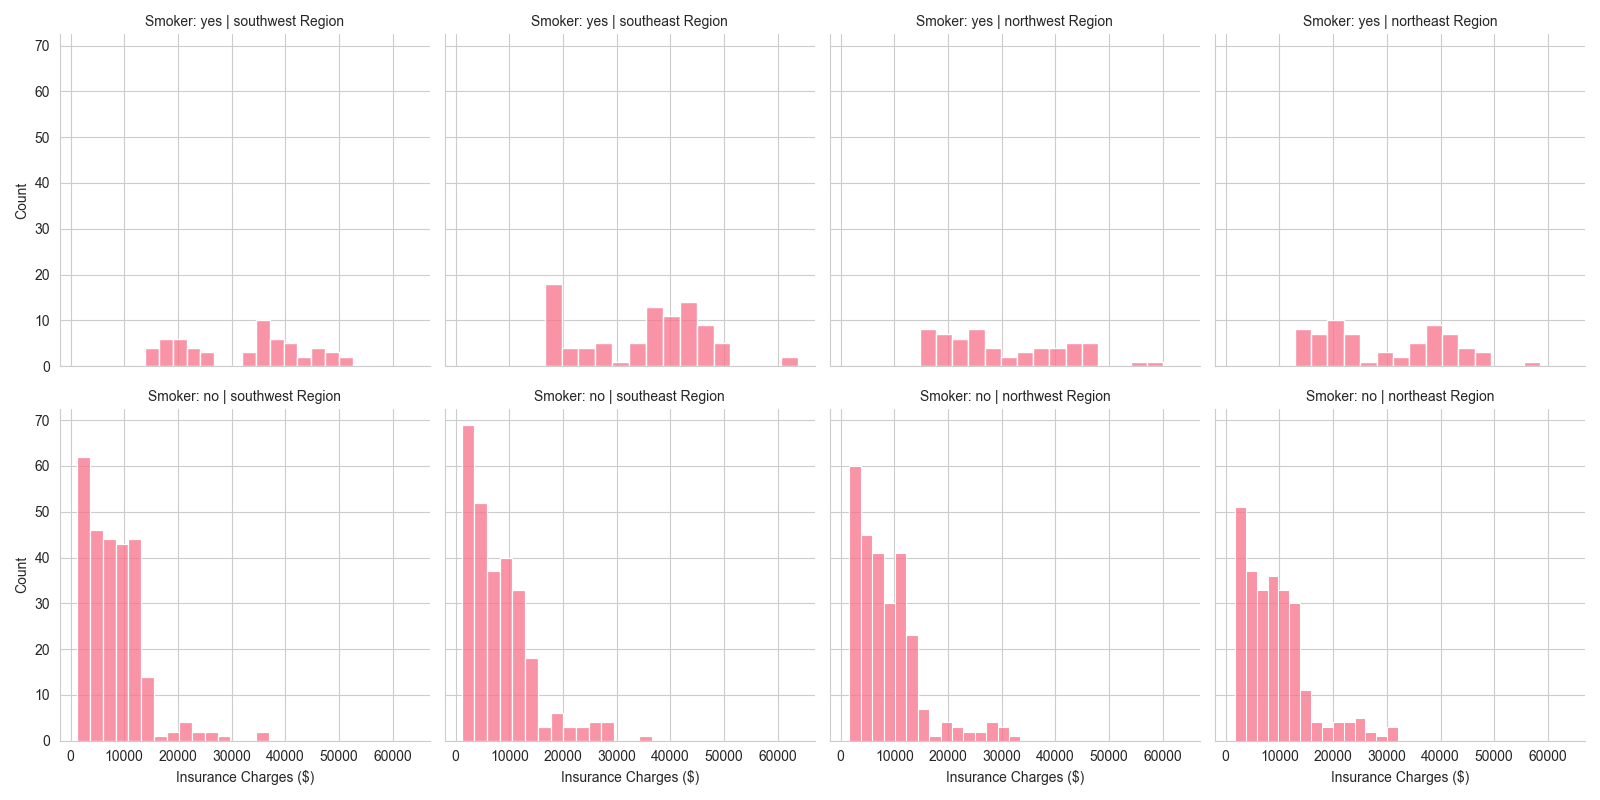 Smoker: yes | southwest Region
Smoker: yes | southeast Region
Smoker: yes | northwest Region
Smoker: yes | northeast Region
70
60
50
40
30
20
10
0
Count
Smoker: no | southwest Region
Smoker: no | southeast Region
Smoker: no | northwest Region
Smoker: no | northeast Region
70
60
50
40
30
20
10
0
Count
0 10000 20000 30000 40000 50000 60000
0 10000 20000 30000 40000 50000 60000
0 10000 20000 30000 40000 50000 60000
0 10000 20000 30000 40000 50000 60000
Insurance Charges ($)
Insurance Charges ($)
Insurance Charges ($)
Insurance Charges ($)